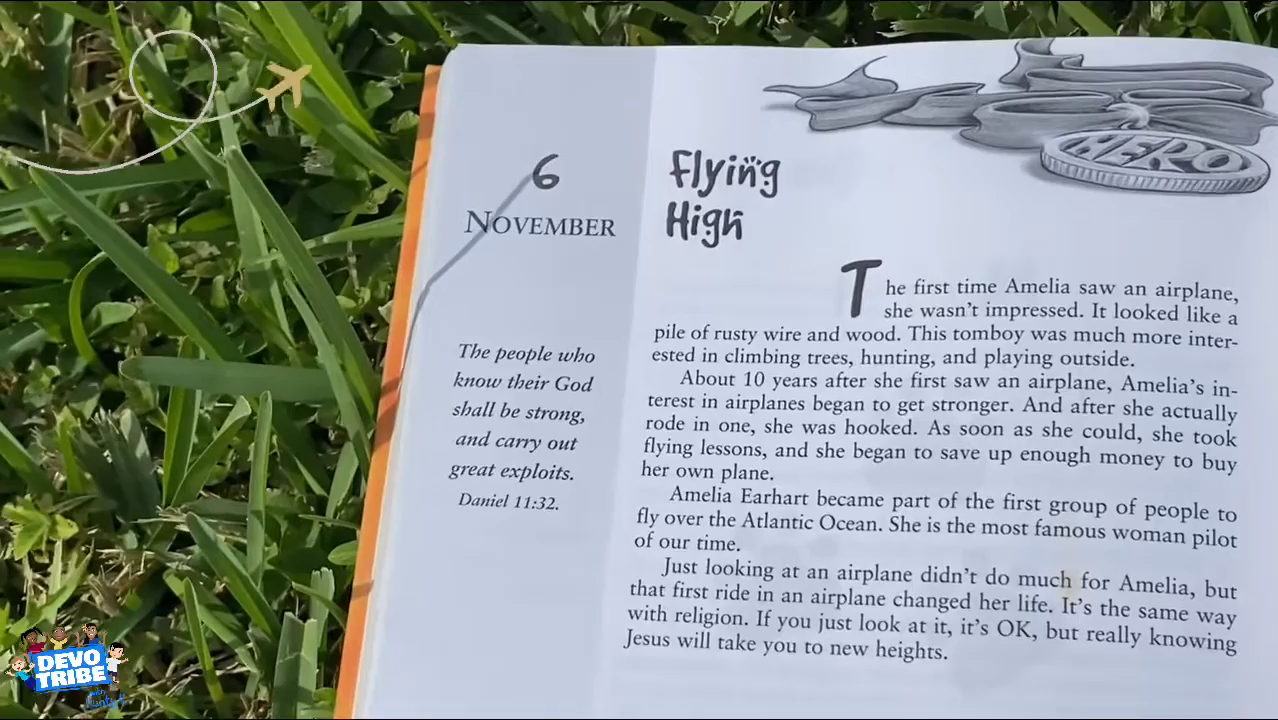 HERO
6
NOVEMBER
Flying
High
The first time Amelia saw an airplane,
she wasn't impressed. It looked like a
pile of rusty wire and wood. This tomboy was much more inter-
ested in climbing trees, hunting, and playing outside.
About 10 years after she first saw an airplane, Amelia's in-
terest in airplanes began to get stronger. And after she actually
rode in one, she was hooked. As soon as she could, she took
flying lessons, and she began to save up enough money to buy
her own plane.
Amelia Earhart became part of the first group of people to
fly over the Atlantic Ocean. She is the most famous woman pilot
of our time.
Just looking at an airplane didn't do much for Amelia, but
that first ride in an airplane changed her life. It's the same way
with religion. If you just look at it, it's OK, but really knowing
Jesus will take you to new heights.
The people who
know their God
shall be strong,
and carry out
great exploits.
Daniel 11:32.
DEVO
TRIBE
with